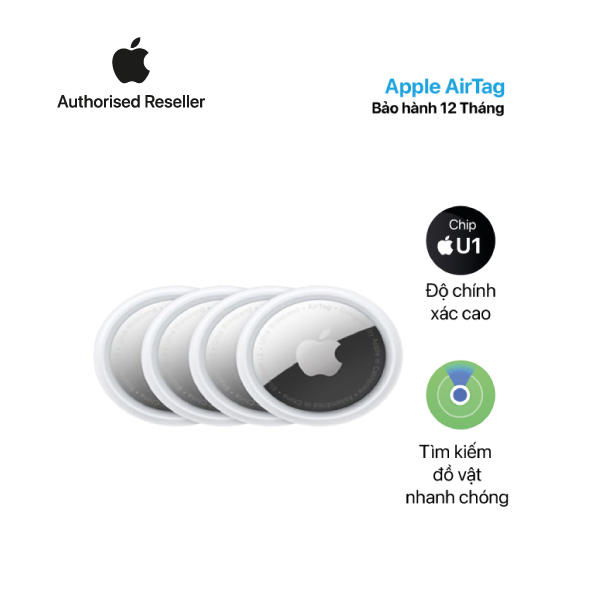 Authorised Reseller
Apple AirTag
Bảo hành 12 Tháng
Chip
U1
Độ chính
xác cao
Tìm kiếm
đồ vật
nhanh chóng
AirTag